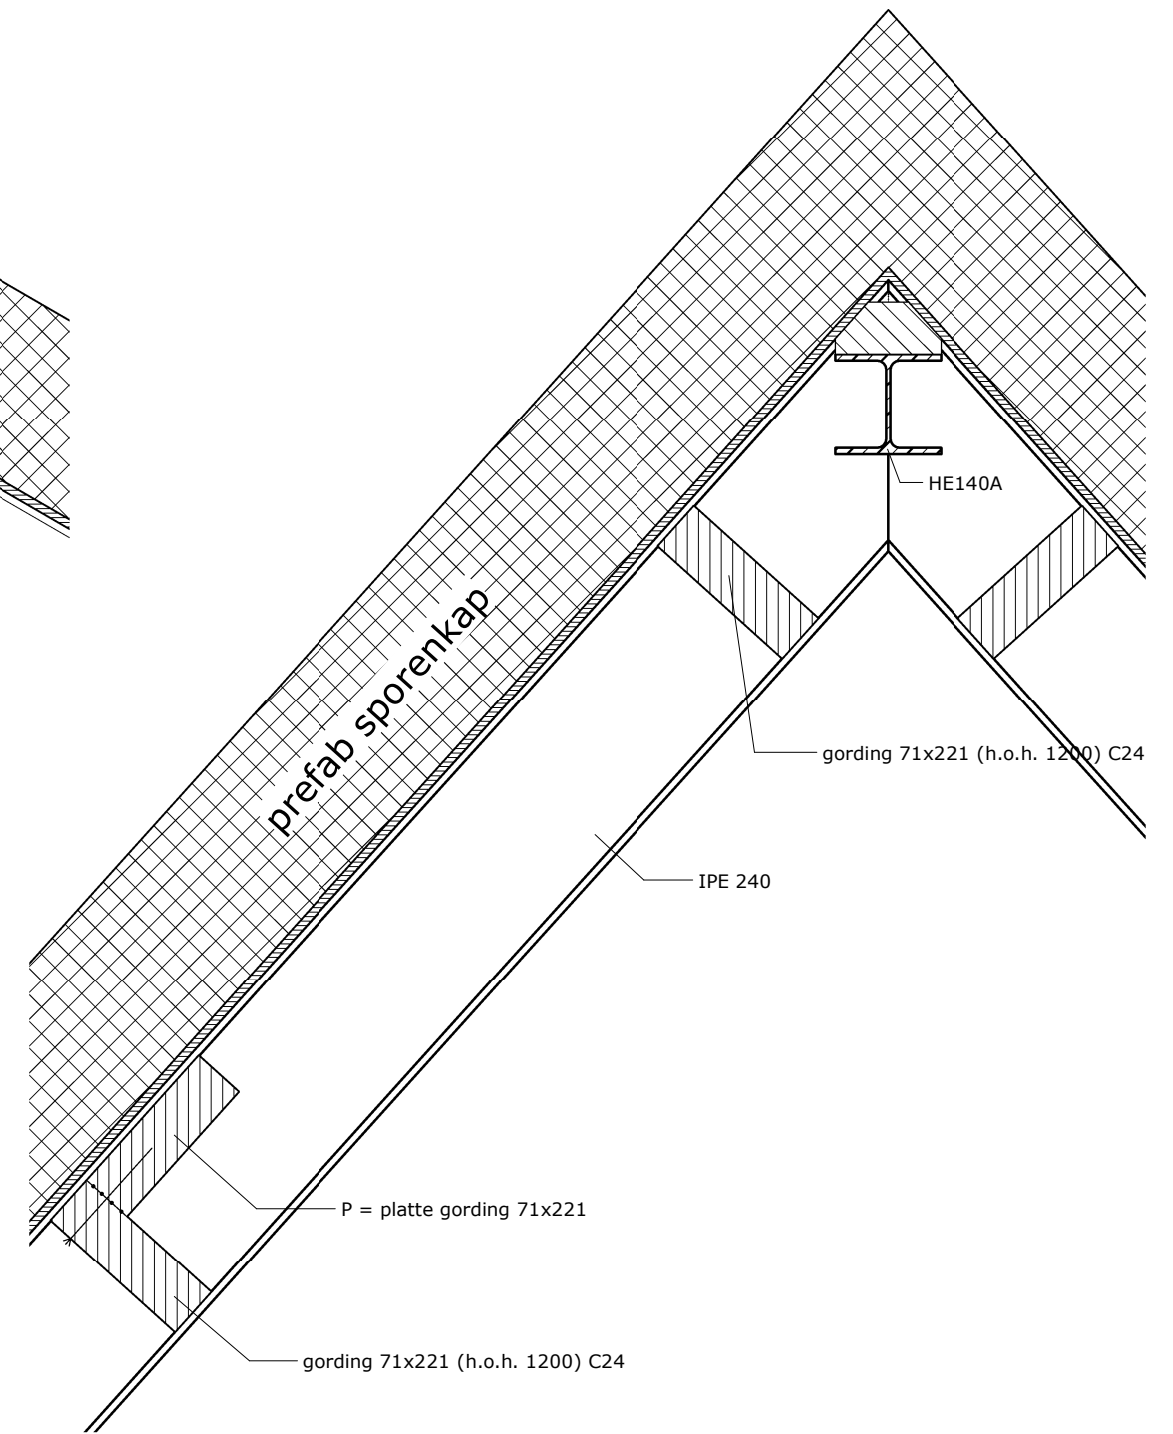 HE140A
prefab sporenkap
gording 71x221 (h.o.h. 1200) C24
IPE 240
P = platte gording 71x221
gording 71x221 (h.o.h. 1200) C24